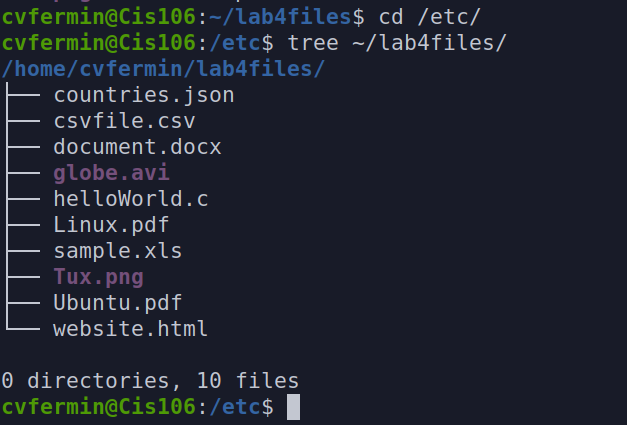 cvfermin@Cis106:~/lab4files$ cd /etc/
cvfermin@Cis106:/etc$ tree ~/lab4files/
/home/cvfermin/lab4files/
├── countries.json
├── csvfile.csv
├── document.docx
├── globe.avi
├── helloWorld.c
├── Linux.pdf
├── sample.xls
├── Tux.png
├── Ubuntu.pdf
└── website.html
0 directories, 10 files
cvfermin@Cis106:/etc$